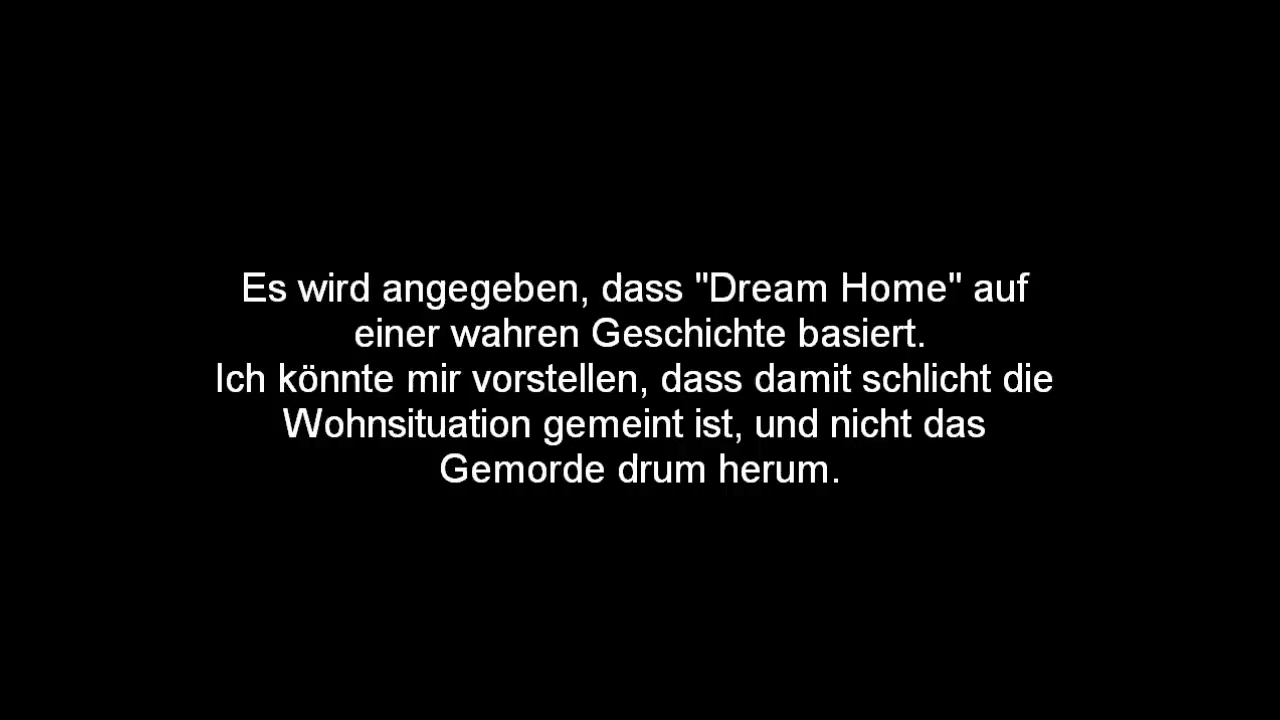 Es wird angegeben, dass "Dream Home" auf
einer wahren Geschichte basiert.
Ich könnte mir vorstellen, dass damit schlicht die
Wohnsituation gemeint ist, und nicht das
Gemorde drum herum.